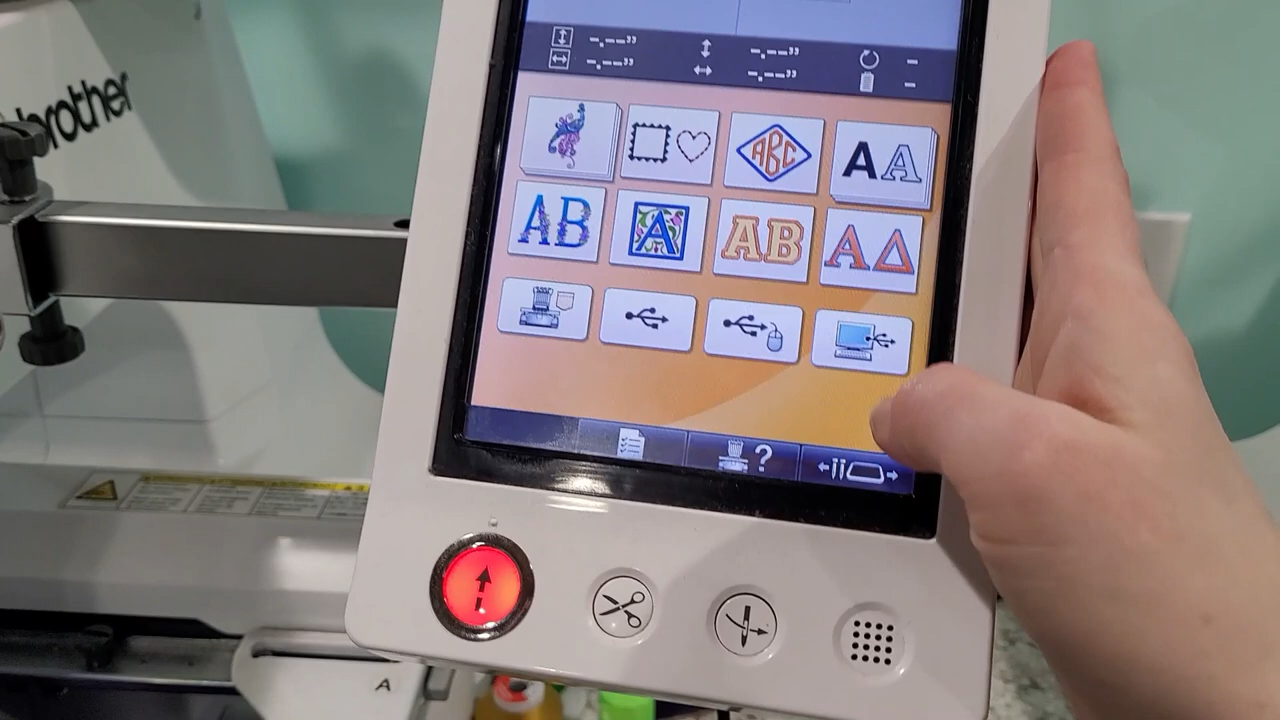 brother
-.--"
-.--"
-.--"
-.--"
-
-
ABC
AA
AB
A
AB
AΔ
?
A